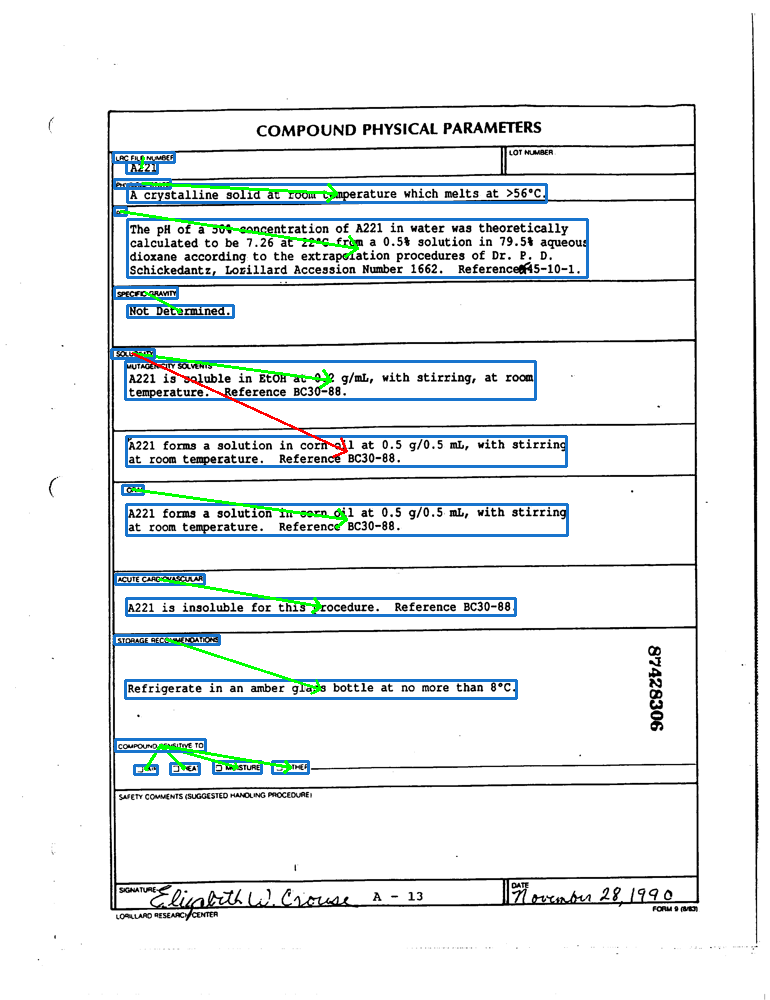 COMPOUND PHYSICAL PARAMETERS
LRC FILE NUMBER
LOT NUMBER
A221
A crystalline solid at room temperature which melts at >56°C.
The pH of a 50% concentration of A221 in water was theoretically
calculated to be 7.26 at 22°C from a 0.5% solution in 79.5% aqueous
dioxane according to the extrapolation procedures of Dr. P. D.
Schickedantz, Lorillard Accession Number 1662. Reference 45-10-1.
SPECIFIC GRAVITY
Not Determined.
SOLUBILITY
MUTAGENICITY SOLVENTS
A221 is soluble in EtOH at 0.2 g/mL, with stirring, at room
temperature. Reference BC30-88.
A221 forms a solution in corn oil at 0.5 g/0.5 mL, with stirring
at room temperature. Reference BC30-88.
A221 forms a solution in corn oil at 0.5 g/0.5 mL, with stirring
at room temperature. Reference BC30-88.
ACUTE CARDIOVASCULAR
A221 is insoluble for this procedure. Reference BC30-88
STORAGE RECOMMENDATIONS
Refrigerate in an amber glass bottle at no more than 8°C.
87428306
COMPOUND SENSITIVE TO
☐ AIR ☐ HEAT ☐ MOISTURE ☐ OTHER
SAFETY COMMENTS (SUGGESTED HANDLING PROCEDURE)
SIGNATURE
Elizabeth W. Crouse
A - 13
DATE
November 28, 1990
LORILLARD RESEARCH CENTER
FORM 9 (8/83)